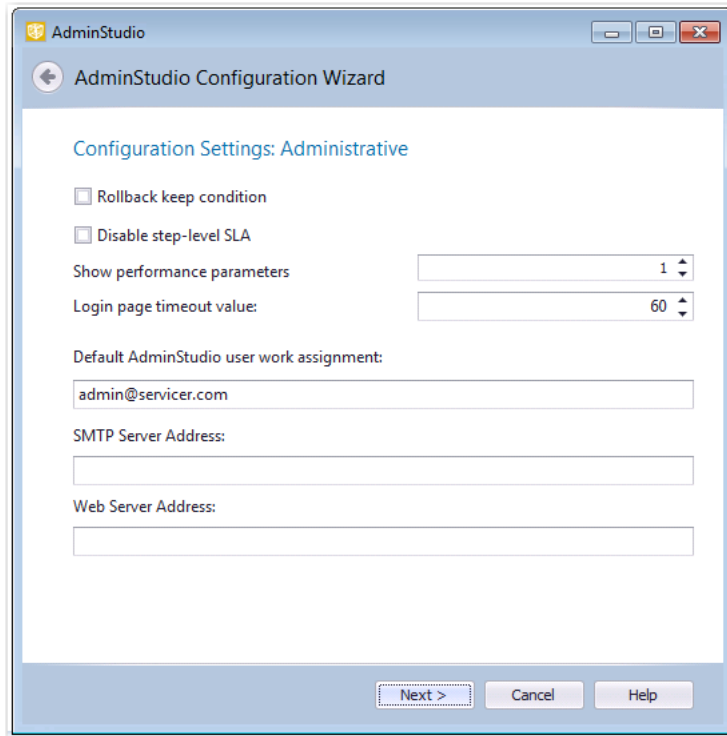 AdminStudio
AdminStudio Configuration Wizard
Configuration Settings: Administrative
Rollback keep condition
Disable step-level SLA
Show performance parameters 1
Login page timeout value: 60
Default AdminStudio user work assignment:
admin@servicer.com
SMTP Server Address:
Web Server Address:
Next > Cancel Help